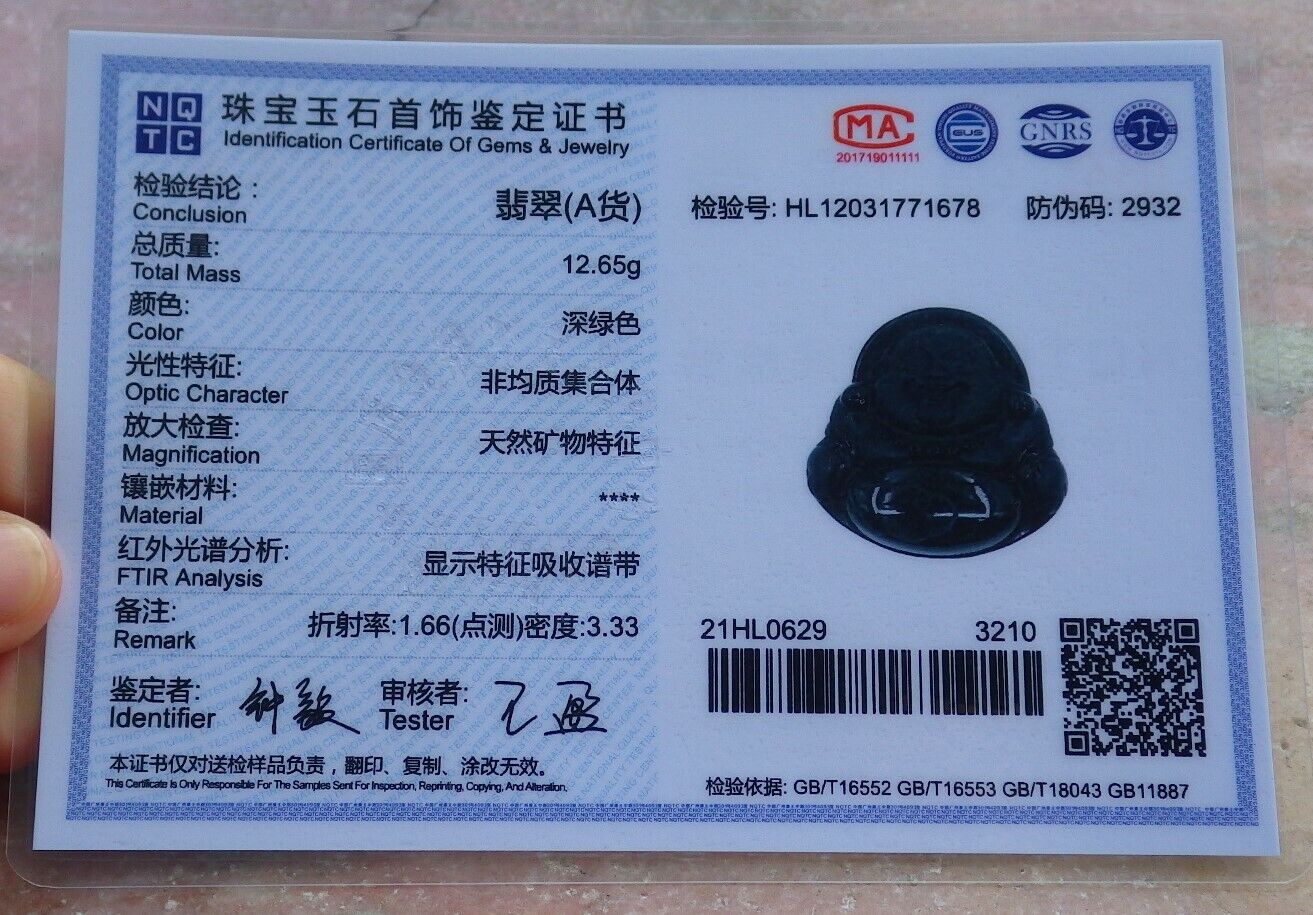 NQ
TC
珠宝玉石首饰鉴定证书
Identification Certificate Of Gems & Jewelry
CMA
201719011111
GNRS
检验结论：
Conclusion
翡翠(A货)
总质量:
Total Mass
12.65g
颜色:
Color
深绿色
光性特征:
Optic Character
非均质集合体
放大检查:
Magnification
天然矿物特征
镶嵌材料:
Material
****
红外光谱分析:
FTIR Analysis
显示特征吸收谱带
备注:
Remark
折射率:1.66(点测)密度:3.33
鉴定者:
Identifier
审核者:
Tester
本证书仅对送检样品负责，翻印、复制、涂改无效。
This Certificate Is Only Responsible For The Samples Sent For Inspection, Reprinting, Copying, And Alteration.
检验号: HL12031771678 防伪码: 2932
21HL0629 3210
检验依据: GB/T16552 GB/T16553 GB/T18043 GB11887